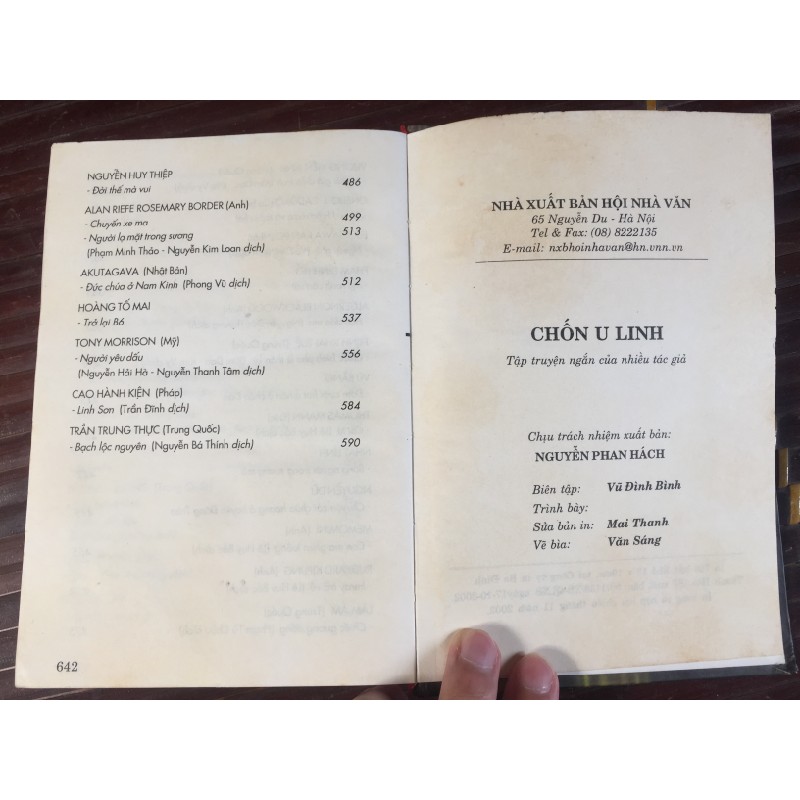 NGUYỄN HUY THIỆP
- Đời thế mà vui 486
ALAN RIEFE ROSEMARY BORDER (Anh)
- Chuyến xe ma 499
- Người lạ mặt trong sương 513
(Phạm Minh Thảo - Nguyễn Kim Loan dịch)
AKUTAGAVA (Nhật Bản)
- Đức chúa ở Nam Kinh (Phong Vũ dịch) 512
HOÀNG TỐ MAI
- Trở lại Bó 537
TONY MORRISON (Mỹ)
- Người yêu dấu 556
(Nguyễn Hải Hà - Nguyễn Thanh Tâm dịch)
CAO HÀNH KIỆN (Pháp)
- Linh Sơn (Trần Đĩnh dịch) 584
TRẦN TRUNG THỰC (Trung Quốc)
- Bạch lộc nguyên (Nguyễn Bá Thính dịch) 590
642
NHÀ XUẤT BẢN HỘI NHÀ VĂN
65 Nguyễn Du - Hà Nội
Tel & Fax: (08) 8222135
E-mail: nxbhoinhavan@hn.vnn.vn
CHỐN U LINH
Tập truyện ngắn của nhiều tác giả
Chịu trách nhiệm xuất bản:
NGUYỄN PHAN HÁCH
Biên tập: Vũ Đình Bình
Trình bày:
Sửa bản in: Mai Thanh
Vẽ bìa: Văn Sáng